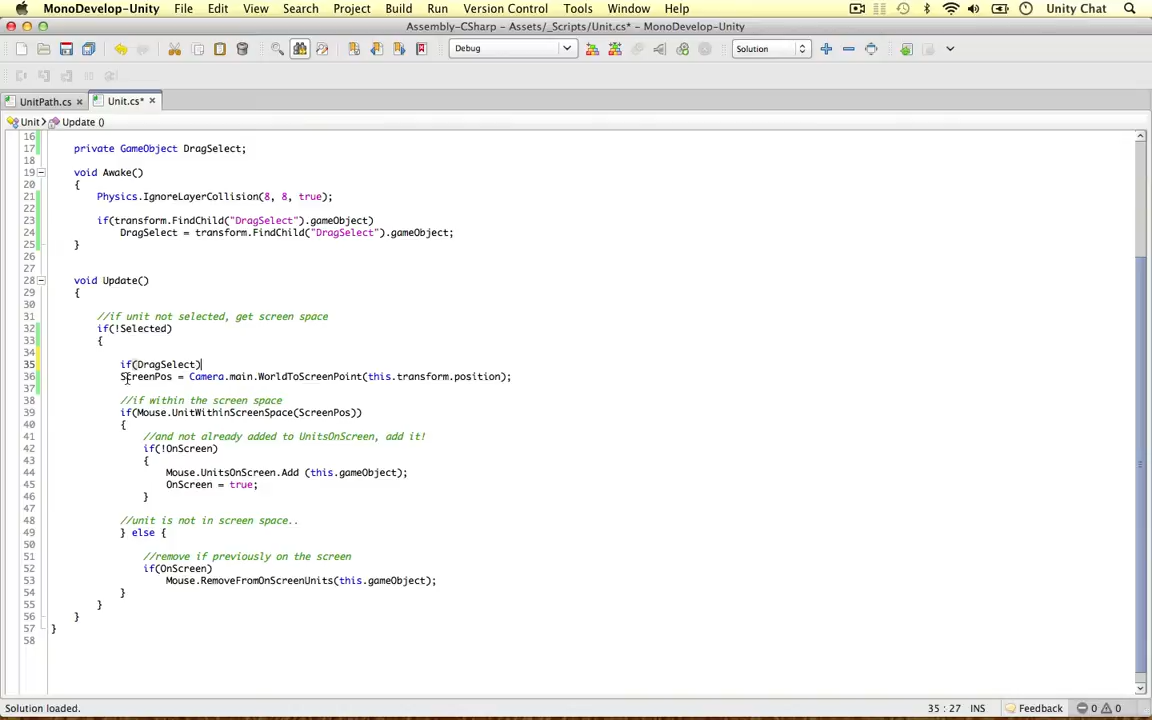 MonoDevelop-Unity File Edit View Search Project Build Run Version Control Tools Window Help Unity Chat
Assembly-CSharp - Assets/_Scripts/Unit.cs* - MonoDevelop-Unity
Debug Solution
UnitPath.cs × Unit.cs* ×
Unit > Update ()
16
17 private GameObject DragSelect;
18
19 void Awake()
20 {
21 Physics.IgnoreLayerCollision(8, 8, true);
22
23 if(transform.FindChild("DragSelect").gameObject)
24 DragSelect = transform.FindChild("DragSelect").gameObject;
25 }
26
27
28 void Update()
29 {
30
31 //if unit not selected, get screen space
32 if(!Selected)
33 {
34
35 if(DragSelect)
36 ScreenPos = Camera.main.WorldToScreenPoint(this.transform.position);
37
38 //if within the screen space
39 if(Mouse.UnitWithinScreenSpace(ScreenPos))
40 {
41 //and not already added to UnitsOnScreen, add it!
42 if(!OnScreen)
43 {
44 Mouse.UnitsOnScreen.Add (this.gameObject);
45 OnScreen = true;
46 }
47
48 //unit is not in screen space..
49 } else {
50
51 //remove if previously on the screen
52 if(OnScreen)
53 Mouse.RemoveFromOnScreenUnits(this.gameObject);
54 }
55 }
56 }
57 }
58
Solution loaded. 35 : 27 INS Feedback 0 0